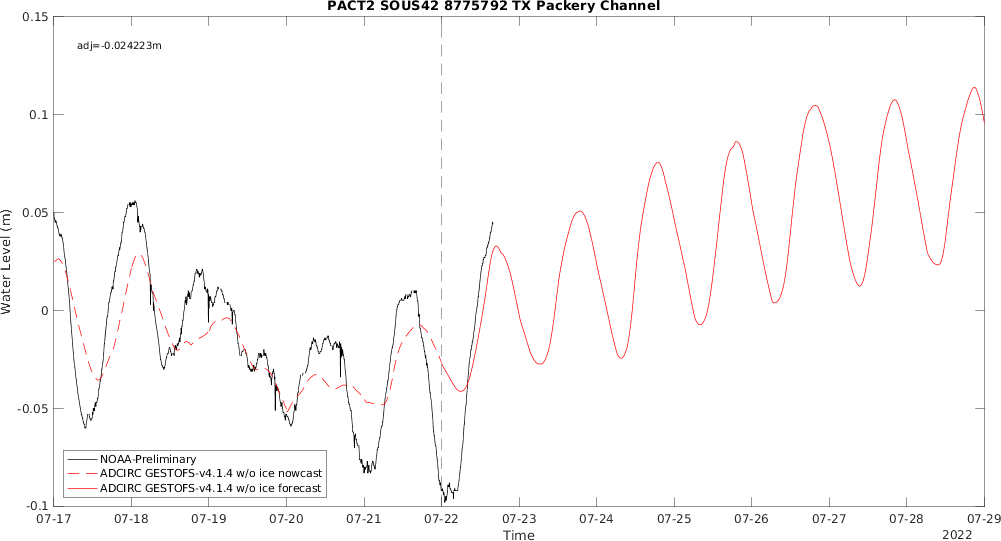 PACT2 SOUS42 8775792 TX Packery Channel
adj=-0.024223m
0.15
0.1
0.05
0
-0.05
-0.1
Water Level (m)
NOAA-Preliminary
ADCIRC GESTOFS-v4.1.4 w/o ice nowcast
ADCIRC GESTOFS-v4.1.4 w/o ice forecast
07-17 07-18 07-19 07-20 07-21 07-22 07-23 07-24 07-25 07-26 07-27 07-28 07-29
Time
2022